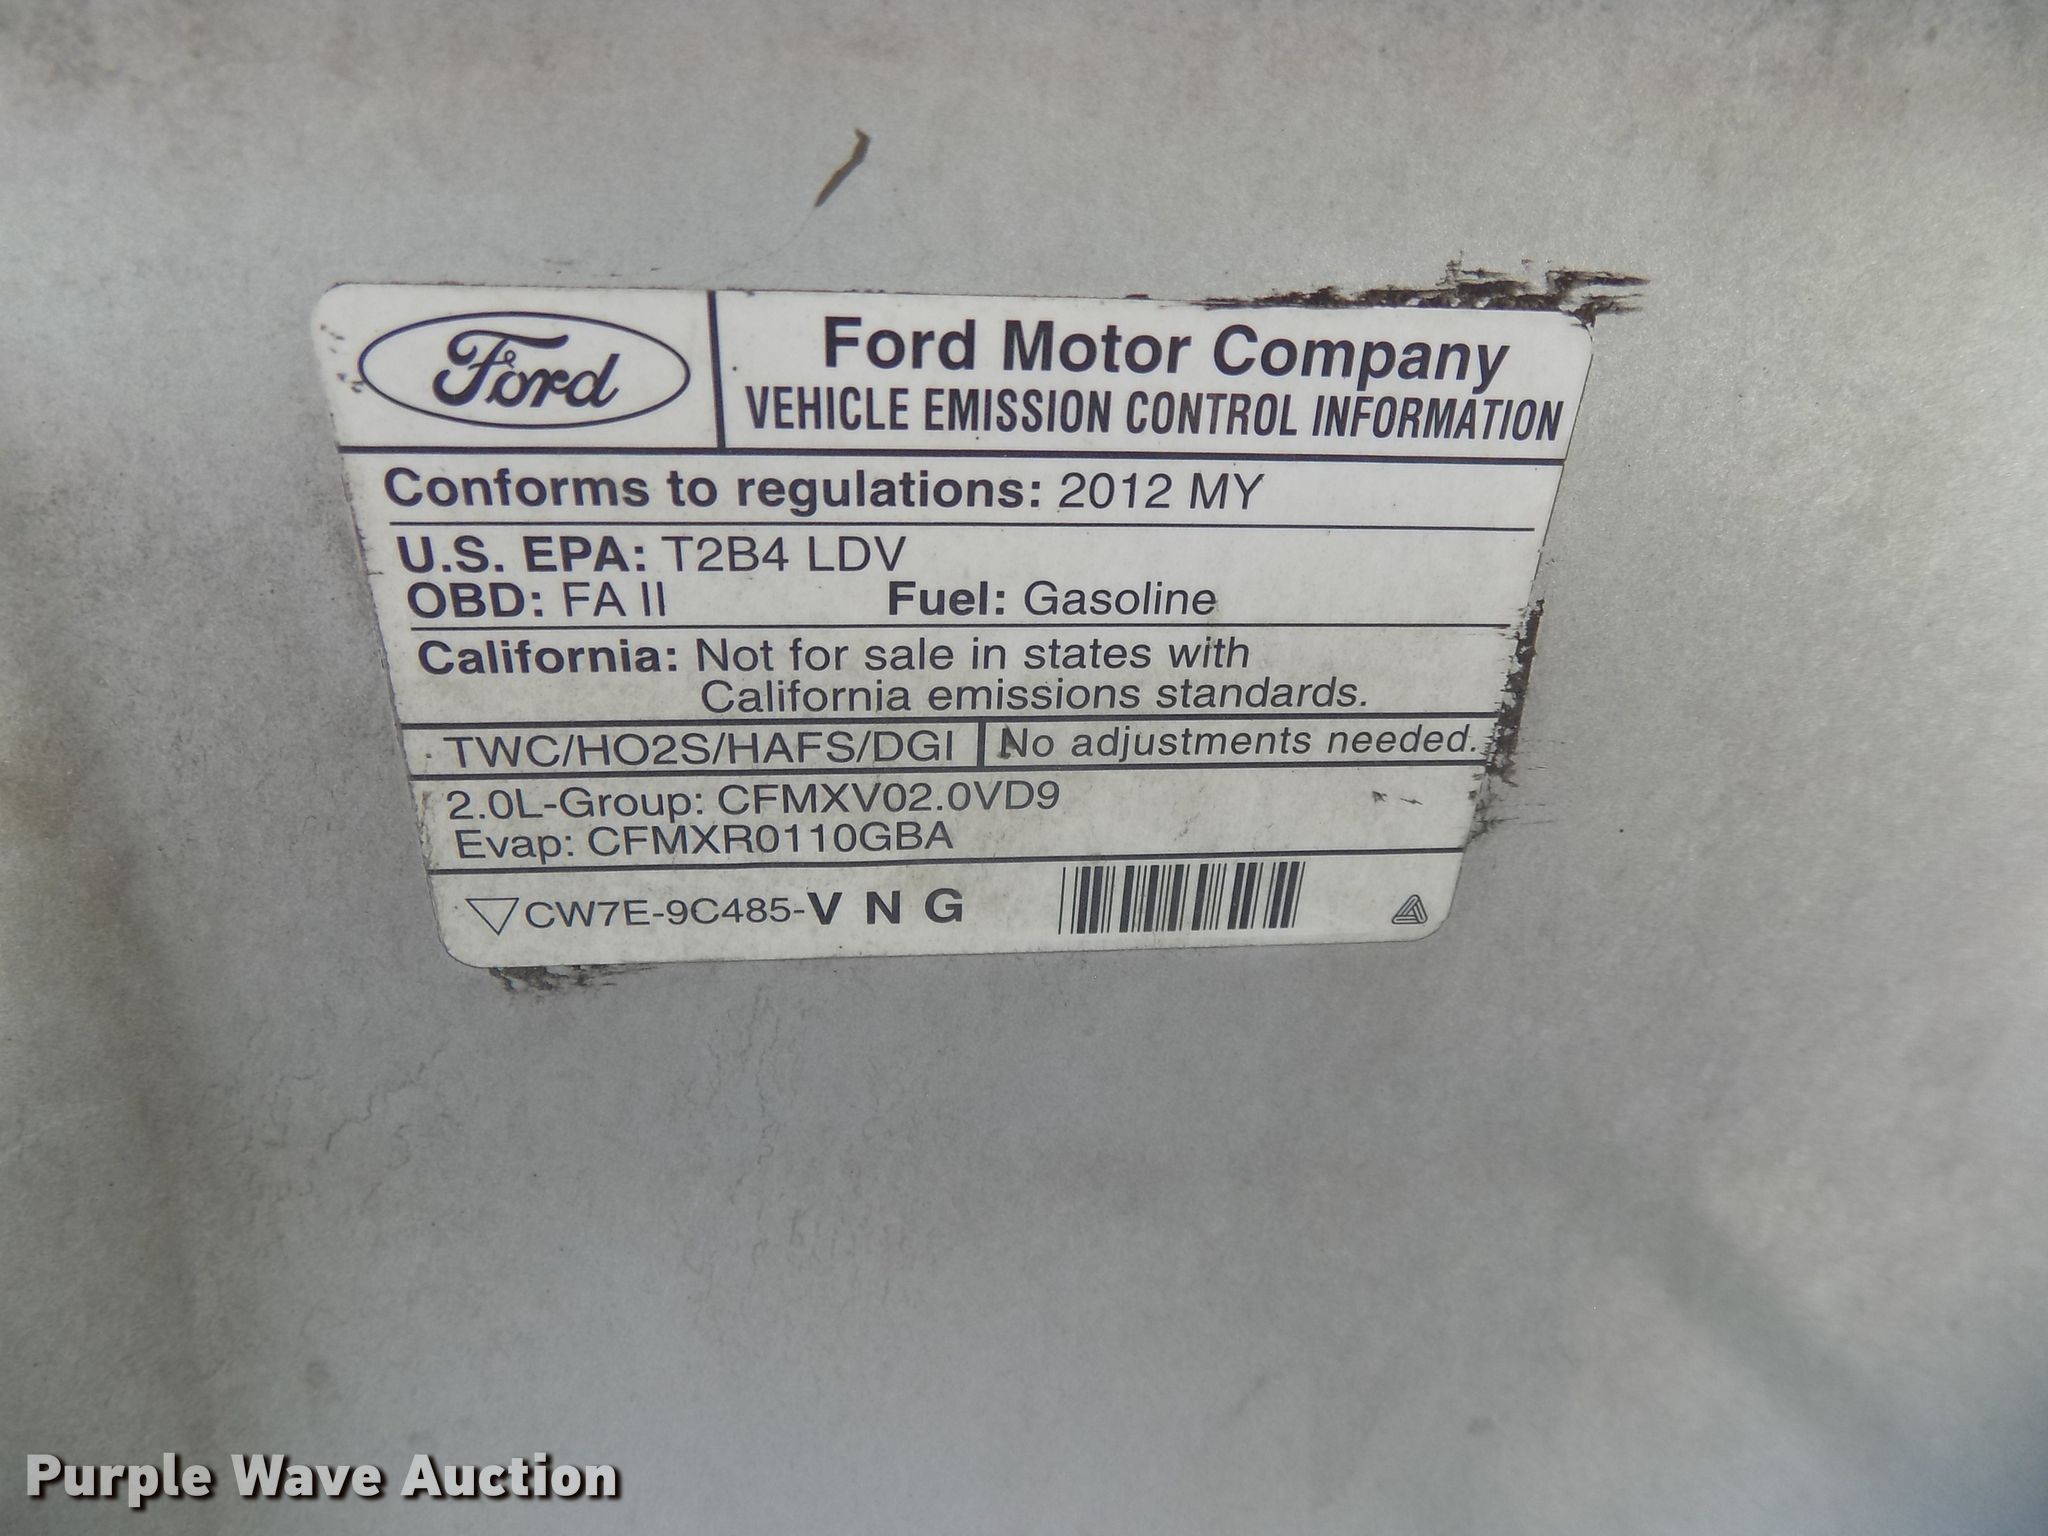 Ford
Ford Motor Company
VEHICLE EMISSION CONTROL INFORMATION
Conforms to regulations: 2012 MY
U.S. EPA: T2B4 LDV
OBD: FA II Fuel: Gasoline
California: Not for sale in states with
California emissions standards.
TWC/HO2S/HAFS/DGI No adjustments needed.
2.0L-Group: CFMXV02.0VD9
Evap: CFMXR0110GBA
CW7E-9C485-V N G
Purple Wave Auction